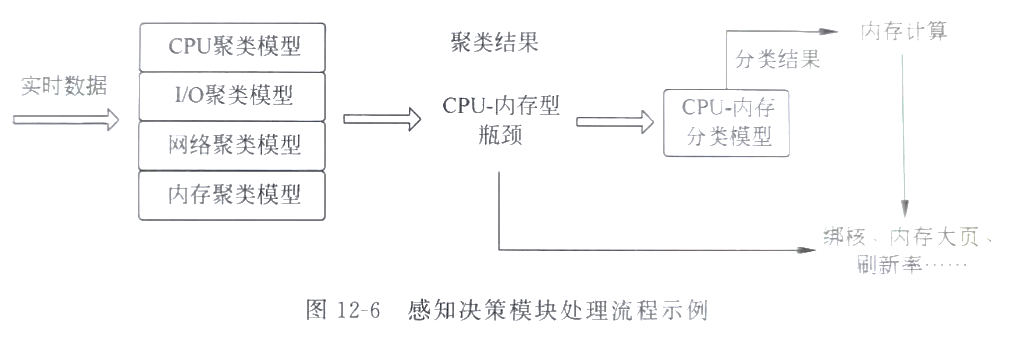 实时数据
CPU聚类模型
I/O聚类模型
网络聚类模型
内存聚类模型
聚类结果
CPU-内存型
瓶颈
CPU-内存
分类模型
分类结果
内存计算
绑核、内存大页、
刷新率……
图 12-6 感知决策模块处理流程示例